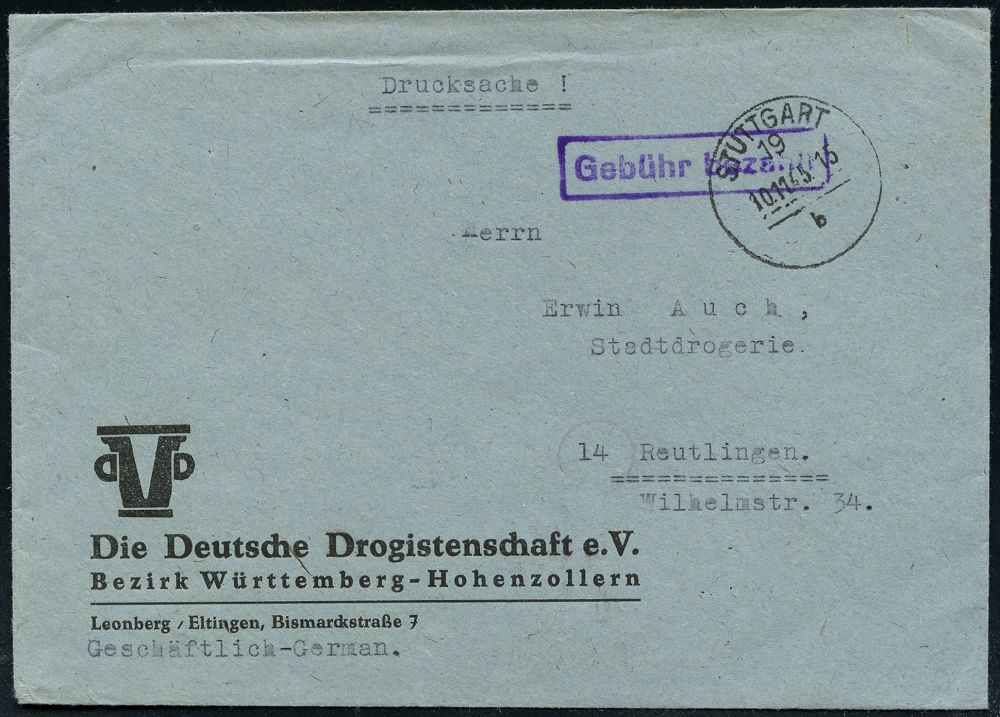 Drucksache !
=============
Gebühr bezahlt
STUTTGART
19
10.11.45. 15
b
Herrn
Erwin A u c h ,
Stadtdrogerie.
14 Reutlingen.
==============
Wilhelmstr. 34.
D V D
Die Deutsche Drogistenschaft e.V.
Bezirk Württemberg-Hohenzollern
Leonberg / Eltingen, Bismarckstraße 7
Geschäftlich-German.